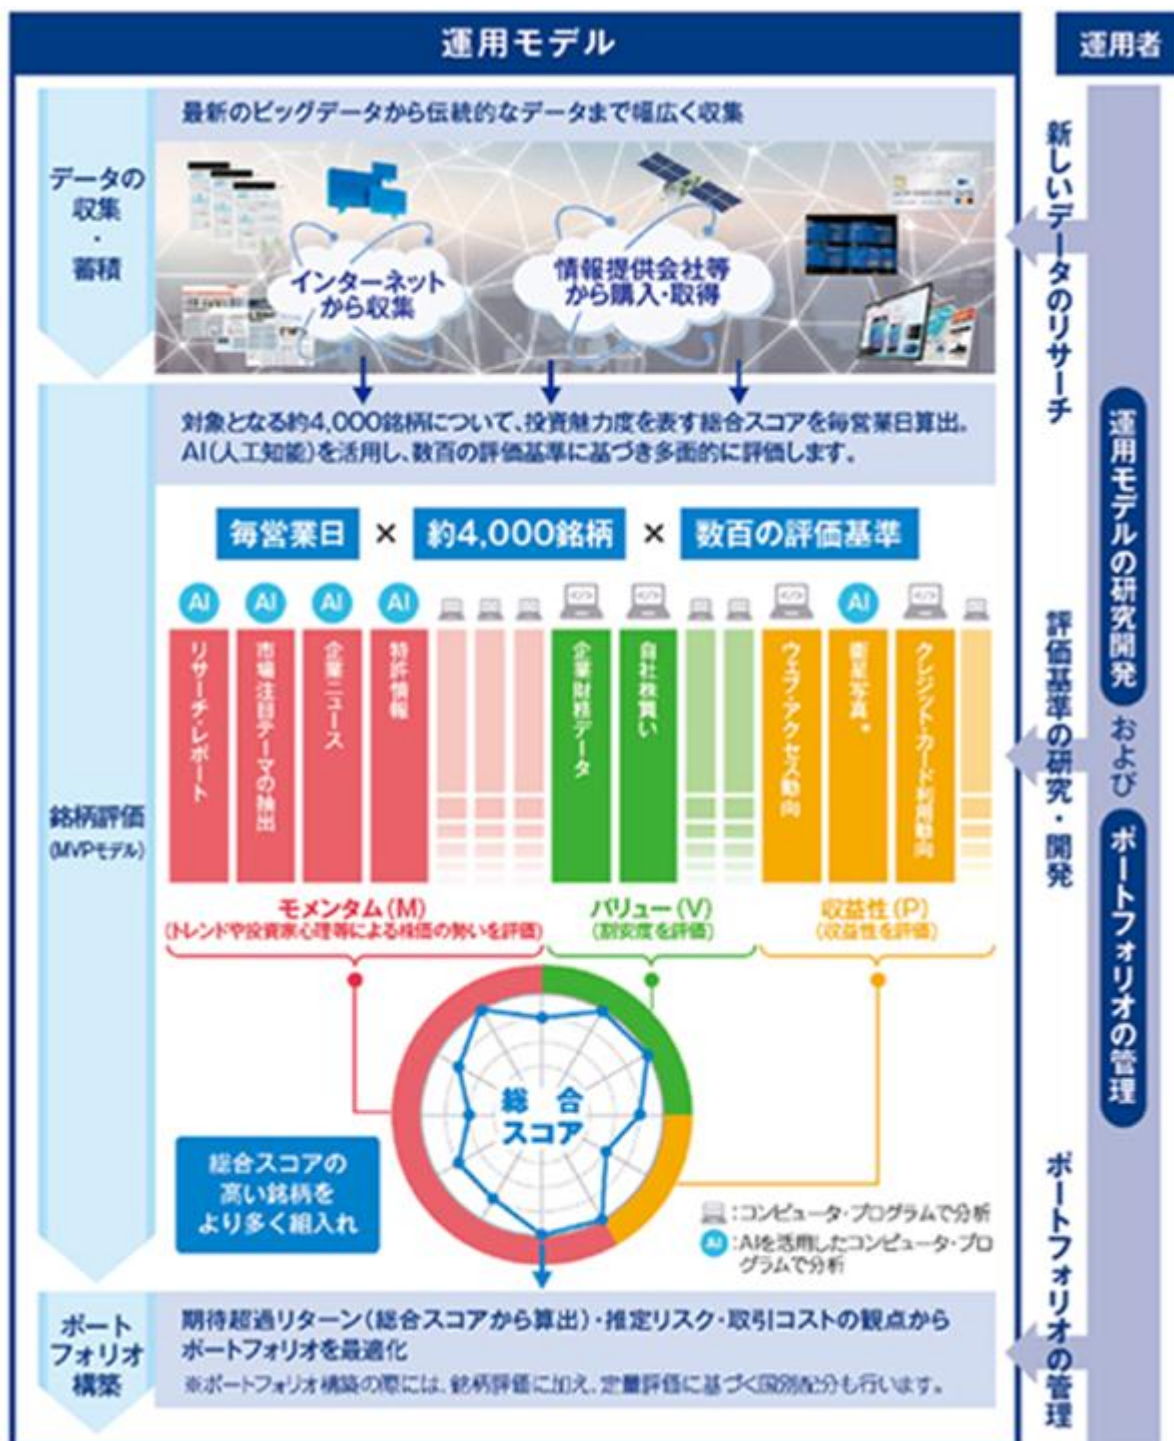 運用モデル
運用者
最新のビッグデータから伝統的なデータまで幅広く収集
データの
収集
・
蓄積
インターネット
から収集
情報提供会社等
から購入・取得
新しいデータのリサーチ
対象となる約4,000銘柄について、投資魅力度を表す総合スコアを毎営業日算出。
AI(人工知能)を活用し、数百の評価基準に基づき多面的に評価します。
毎営業日 × 約4,000銘柄 × 数百の評価基準
AI
AI
AI
AI
AI
リサーチ・レポート
市場注目テーマの抽出
企業ニュース
特許情報
企業財務データ
自社株買い
ウェブ・アクセス動向
衛星写真*
クレジット・カード利用動向
銘柄評価
(MVPモデル)
モメンタム(M)
(トレンドや投資家心理等による株価の勢いを評価)
バリュー(V)
(割安度を評価)
収益性(P)
(収益性を評価)
評価基準の研究・開発
運用モデルの研究開発
および
ポートフォリオの管理
総合
スコア
総合スコアの
高い銘柄を
より多く組入れ
:コンピュータ・プログラムで分析
AI:AIを活用したコンピュータ・プロ
グラムで分析
ポート
フォリオ
構築
期待超過リターン(総合スコアから算出)・推定リスク・取引コストの観点から
ポートフォリオを最適化
※ポートフォリオ構築の際には、銘柄評価に加え、定量評価に基づく国別配分も行います。
ポートフォリオの管理